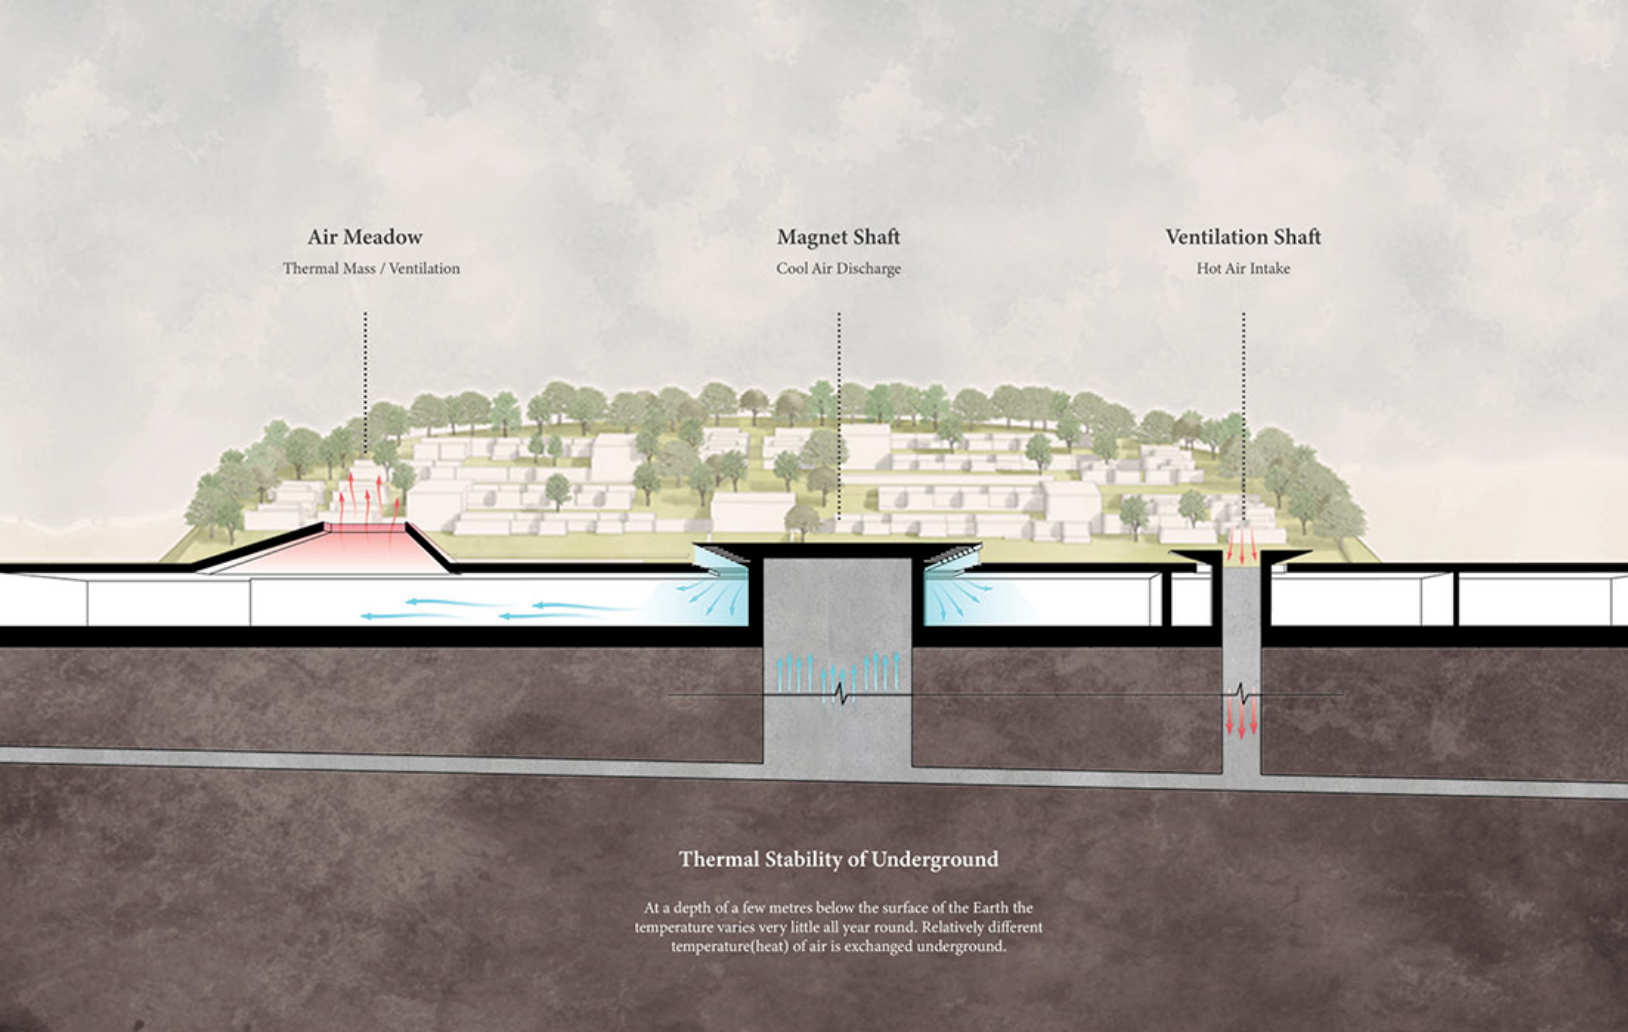 Air Meadow
Thermal Mass / Ventilation
Magnet Shaft
Cool Air Discharge
Ventilation Shaft
Hot Air Intake
Thermal Stability of Underground
At a depth of a few metres below the surface of the Earth the
temperature varies very little all year round. Relatively different
temperature(heat) of air is exchanged underground.